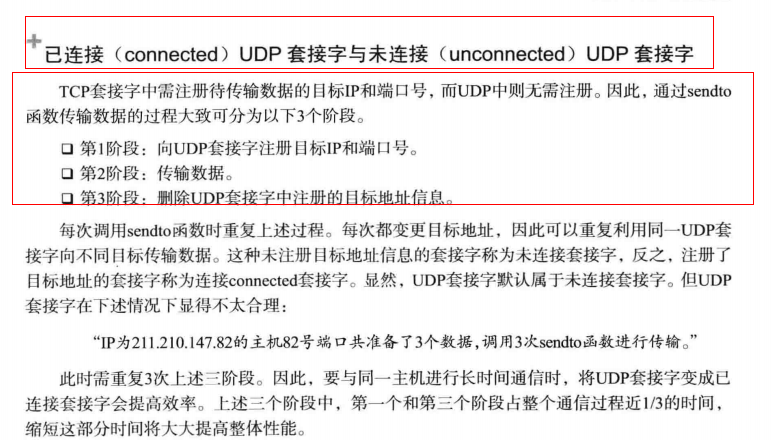 已连接（connected）UDP 套接字与未连接（unconnected）UDP 套接字
TCP套接字中需注册待传输数据的目标IP和端口号，而UDP中则无需注册。因此，通过sendto
函数传输数据的过程大致可分为以下3个阶段。
❏ 第1阶段：向UDP套接字注册目标IP和端口号。
❏ 第2阶段：传输数据。
❏ 第3阶段：删除UDP套接字中注册的目标地址信息。
每次调用sendto函数时重复上述过程。每次都变更目标地址，因此可以重复利用同一UDP套
接字向不同目标传输数据。这种未注册目标地址信息的套接字称为未连接套接字，反之，注册了
目标地址的套接字称为连接connected套接字。显然，UDP套接字默认属于未连接套接字。但UDP
套接字在下述情况下显得不太合理：
“IP为211.210.147.82的主机82号端口共准备了3个数据，调用3次sendto函数进行传输。”
此时需重复3次上述三阶段。因此，要与同一主机进行长时间通信时，将UDP套接字变成已
连接套接字会提高效率。上述三个阶段中，第一个和第三个阶段占整个通信过程近1/3的时间，
缩短这部分时间将大大提高整体性能。